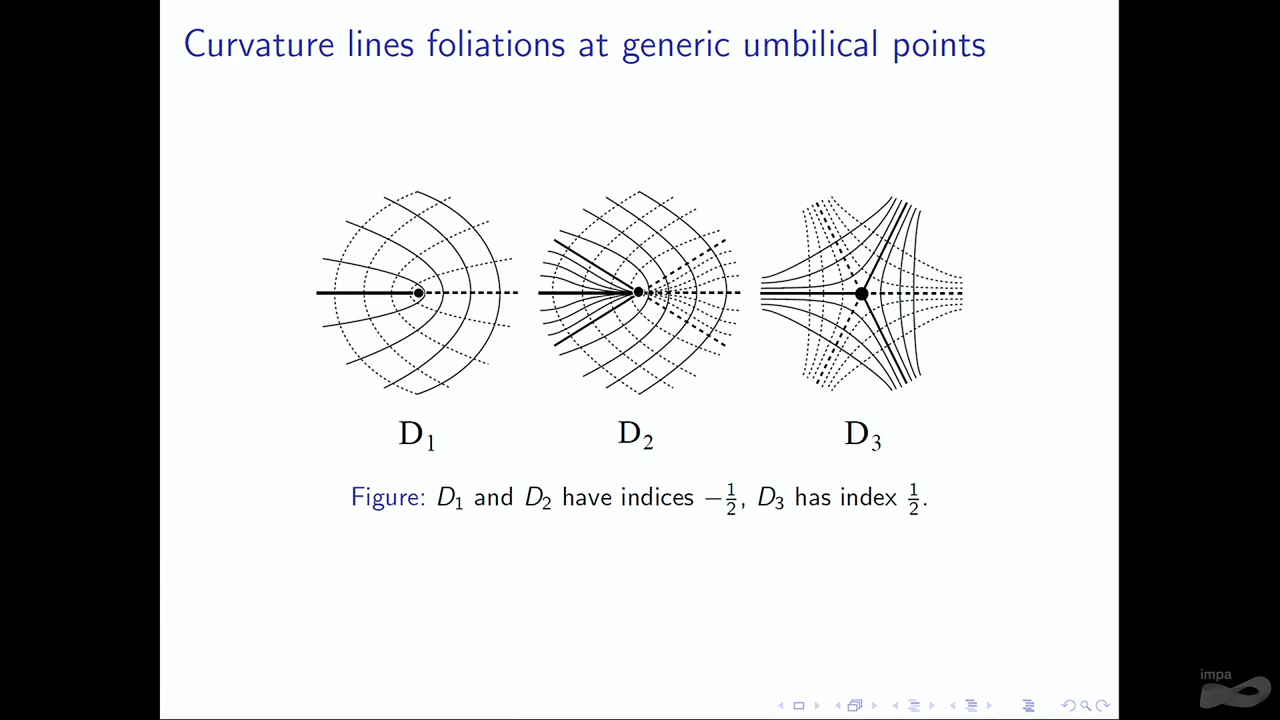 Curvature lines foliations at generic umbilical points
D₁ D₂ D₃
Figure: D₁ and D₂ have indices −½, D₃ has index ½.
impa